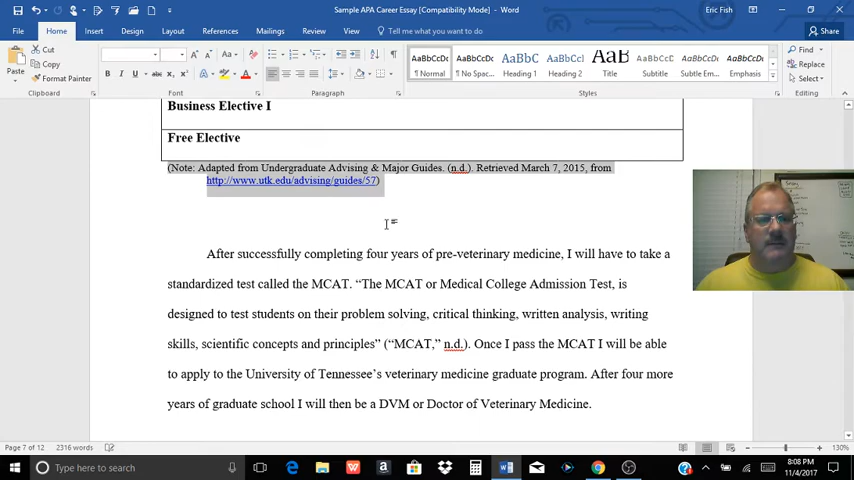 Sample APA Career Essay [Compatibility Mode] - Word
Eric Fish
File Home Insert Design Layout References Mailings Review View Tell me what you want to do Share
Cut
Copy
Format Painter
Paste
Clipboard
Font
Paragraph
AaBbCcDc AaBbCcDc AaBbC AaBbCc AaB AaBbCcD AaBbCcD
¶ Normal ¶ No Spac... Heading 1 Heading 2 Title Subtitle Emphasis
Styles
Find
Replace
Select
Editing
Business Elective I
Free Elective
(Note: Adapted from Undergraduate Advising & Major Guides. (n.d.). Retrieved March 7, 2015, from
http://www.utk.edu/advising/guides/57)
After successfully completing four years of pre-veterinary medicine, I will have to take a
standardized test called the MCAT. “The MCAT or Medical College Admission Test, is
designed to test students on their problem solving, critical thinking, written analysis, writing
skills, scientific concepts and principles” (“MCAT,” n.d.). Once I pass the MCAT I will be able
to apply to the University of Tennessee’s veterinary medicine graduate program. After four more
years of graduate school I will then be a DVM or Doctor of Veterinary Medicine.
Page 7 of 12 2316 words
130%
Type here to search
8:08 PM
11/4/2017